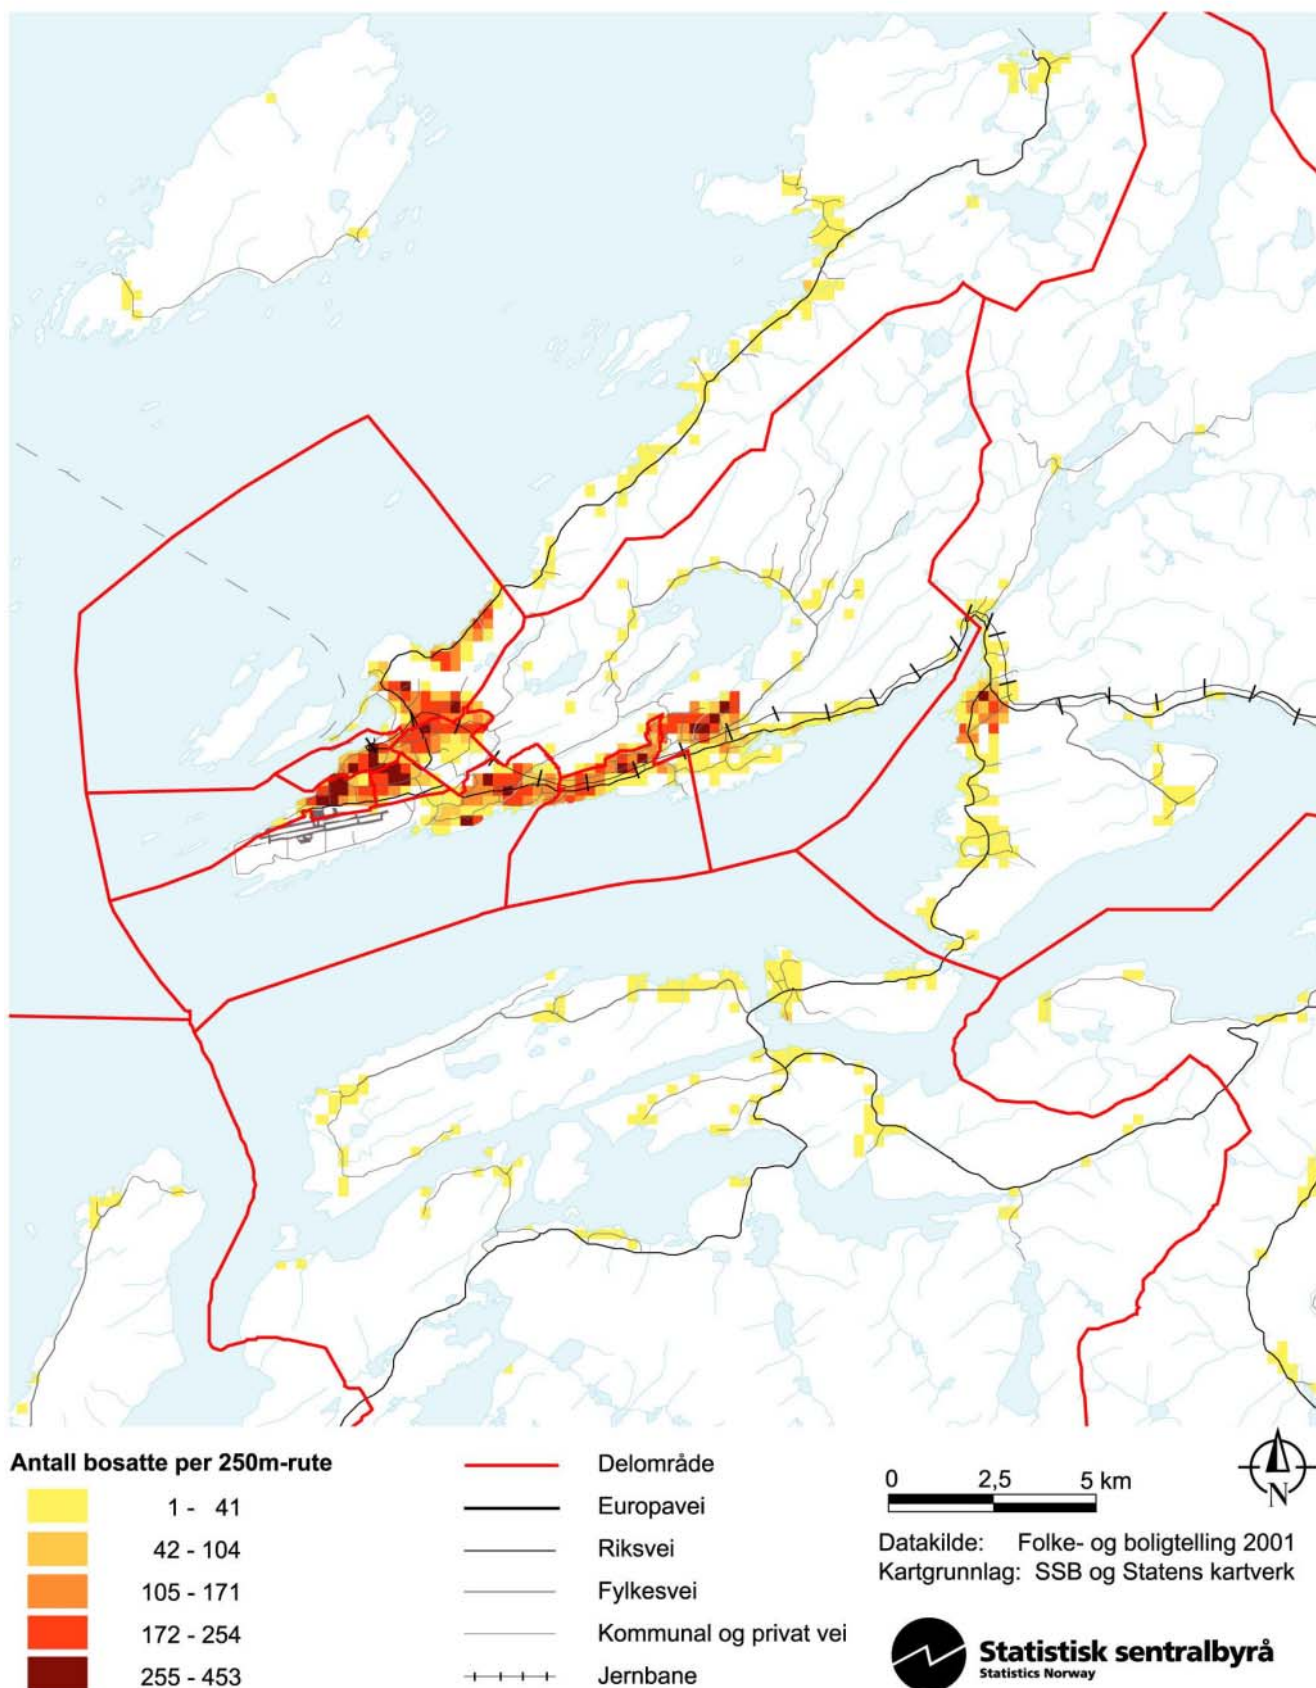 Antall bosatte per 250m-rute
1 - 41
42 - 104
105 - 171
172 - 254
255 - 453
Delområde
Europavei
Riksvei
Fylkesvei
Kommunal og privat vei
Jernbane
0 2,5 5 km
N
Datakilde: Folke- og boligtelling 2001
Kartgrunnlag: SSB og Statens kartverk
Statistisk sentralbyrå
Statistics Norway